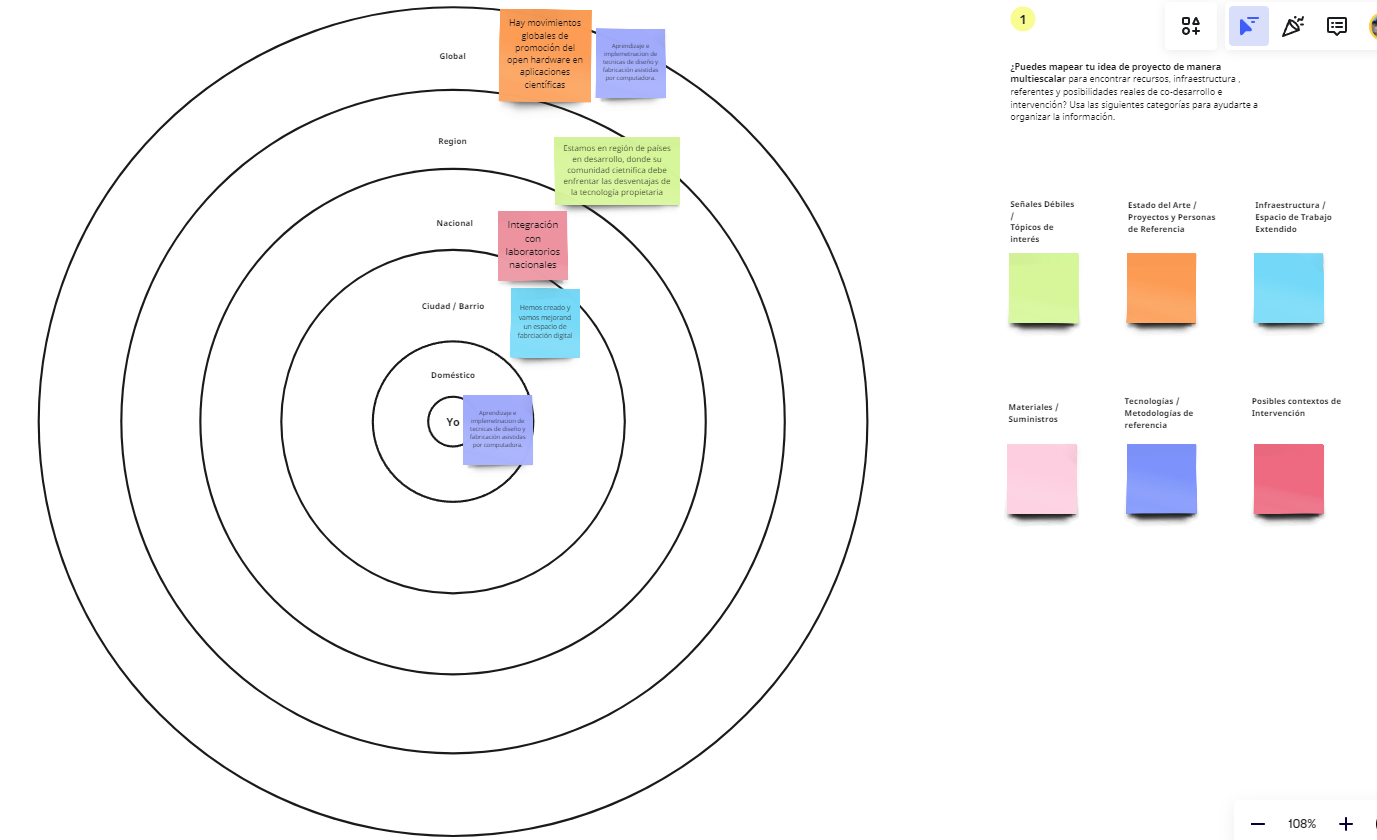 Global
Hay movimientos
globales de
promoción del
open hardware en
aplicaciones
científicas
Aprendizaje e
implemetnacion de
tecnicas de diseño y
fabricación asistidas
por computadora.
Region
Estamos en región de países
en desarrollo, donde su
comunidad cietnifica debe
enfrentar las desventajas de
la tecnología propietaria
Nacional
Integración
con
laboratorios
nacionales
Ciudad / Barrio
Hemos creado y
vamos mejorand
un espacio de
fabrciación digital
Doméstico
Yo
Aprendizaje e
implemetnacion de
tecnicas de diseño y
fabricación asistidas
por computadora.
1
¿Puedes mapear tu idea de proyecto de manera
multiescalar para encontrar recursos, infraestructura ,
referentes y posibilidades reales de co-desarrollo e
intervención? Usa las siguientes categorías para ayudarte a
organizar la información.
Señales Débiles
/
Tópicos de
interés
Estado del Arte /
Proyectos y Personas
de Referencia
Infraestructura /
Espacio de Trabajo
Extendido
Materiales /
Suministros
Tecnologías /
Metodologías de
referencia
Posibles contextos de
Intervención
108%